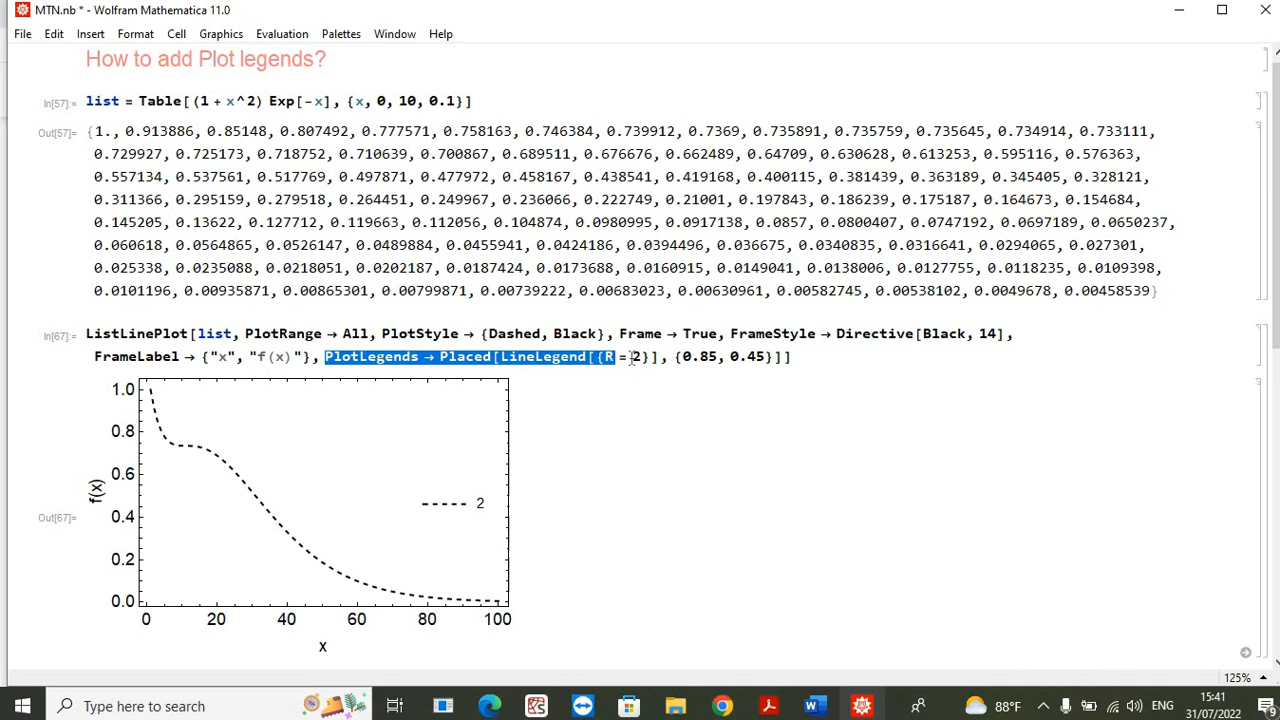 MTN.nb * - Wolfram Mathematica 11.0
File Edit Insert Format Cell Graphics Evaluation Palettes Window Help
How to add Plot legends?
In[57]:= list = Table[(1 + x^2) Exp[-x], {x, 0, 10, 0.1}]
Out[57]= {1., 0.913886, 0.85148, 0.807492, 0.777571, 0.758163, 0.746384, 0.739912, 0.7369, 0.735891, 0.735759, 0.735645, 0.734914, 0.733111,
0.729927, 0.725173, 0.718752, 0.710639, 0.700867, 0.689511, 0.676676, 0.662489, 0.64709, 0.630628, 0.613253, 0.595116, 0.576363,
0.557134, 0.537561, 0.517769, 0.497871, 0.477972, 0.458167, 0.438541, 0.419168, 0.400115, 0.381439, 0.363189, 0.345405, 0.328121,
0.311366, 0.295159, 0.279518, 0.264451, 0.249967, 0.236066, 0.222749, 0.21001, 0.197843, 0.186239, 0.175187, 0.164673, 0.154684,
0.145205, 0.13622, 0.127712, 0.119663, 0.112056, 0.104874, 0.0980995, 0.0917138, 0.0857, 0.0800407, 0.0747192, 0.0697189, 0.0650237,
0.060618, 0.0564865, 0.0526147, 0.0489884, 0.0455941, 0.0424186, 0.0394496, 0.036675, 0.0340835, 0.0316641, 0.0294065, 0.027301,
0.025338, 0.0235088, 0.0218051, 0.0202187, 0.0187424, 0.0173688, 0.0160915, 0.0149041, 0.0138006, 0.0127755, 0.0118235, 0.0109398,
0.0101196, 0.00935871, 0.00865301, 0.00799871, 0.00739222, 0.00683023, 0.00630961, 0.00582745, 0.00538102, 0.0049678, 0.00458539}
In[67]:= ListLinePlot[list, PlotRange → All, PlotStyle → {Dashed, Black}, Frame → True, FrameStyle → Directive[Black, 14],
FrameLabel → {"x", "f(x)"}, PlotLegends → Placed[LineLegend[{R = 2}], {0.85, 0.45}]]
1.0
0.8
0.6
0.4
0.2
0.0
f(x)
2
Out[67]=
0 20 40 60 80 100
x
125%
Type here to search
88°F
ENG
15:41
31/07/2022
9